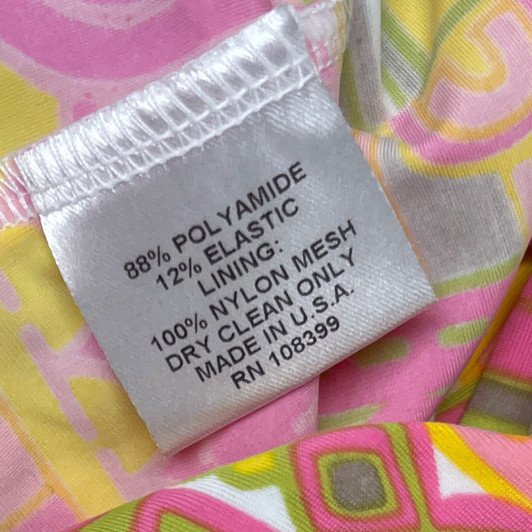 88% POLYAMIDE
12% ELASTIC
LINING:
100% NYLON MESH
DRY CLEAN ONLY
MADE IN U.S.A.
RN 108399